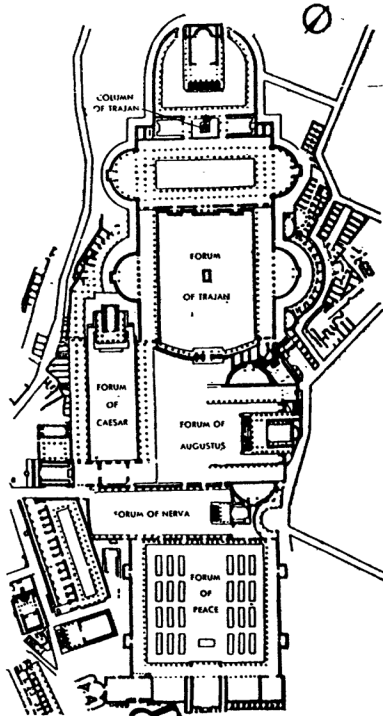 COLUMN
OF TRAJAN
FORUM
OF TRAJAN
FORUM
OF
CAESAR
FORUM OF
AUGUSTUS
FORUM OF NERVA
FORUM
OF
PEACE